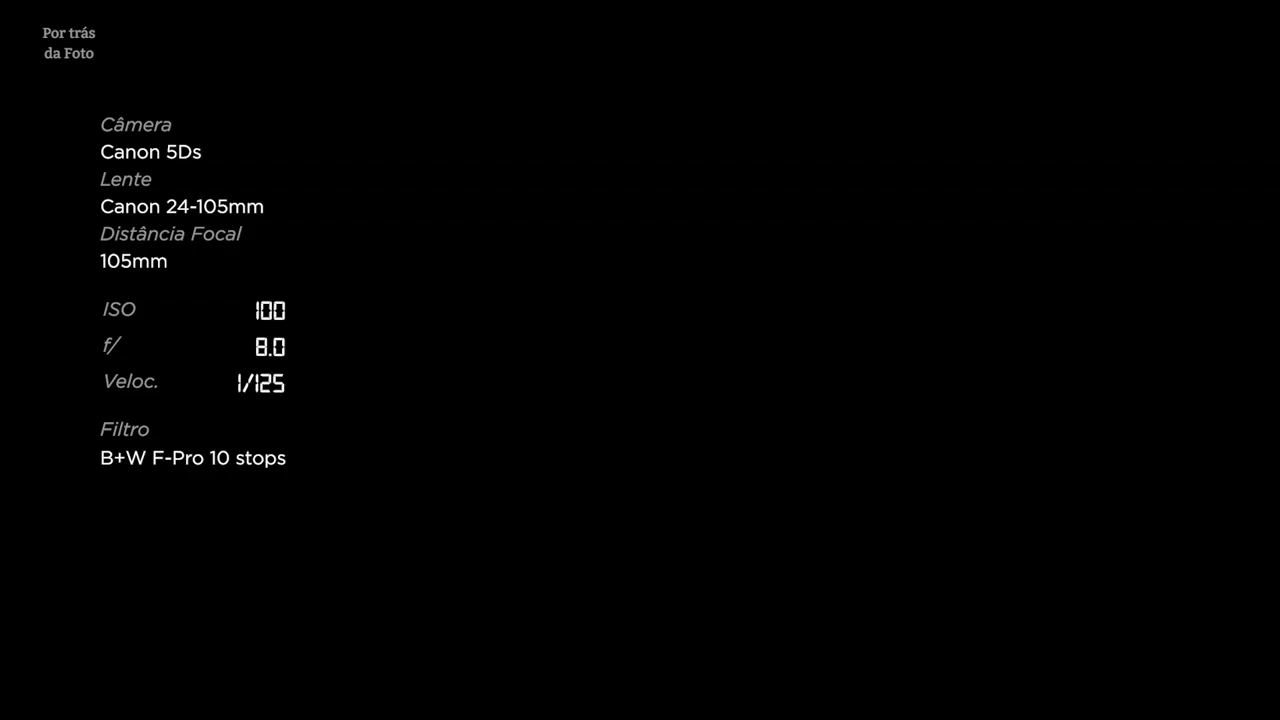 Por trás
da Foto
Câmera
Canon 5Ds
Lente
Canon 24-105mm
Distância Focal
105mm
ISO 100
f/ 8.0
Veloc. 1/125
Filtro
B+W F-Pro 10 stops